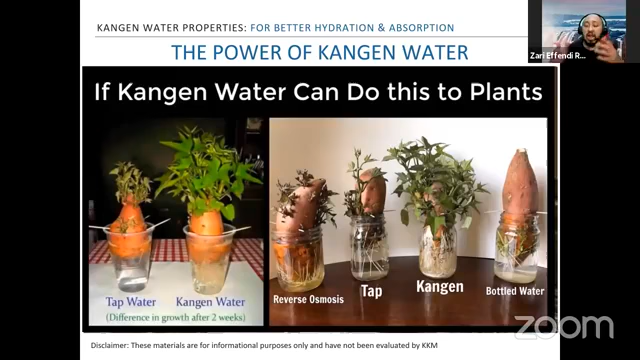 KANGEN WATER PROPERTIES: FOR BETTER HYDRATION & ABSORPTION
THE POWER OF KANGEN WATER
Zari Effendi R...
If Kangen Water Can Do this to Plants
Tap Water Kangen Water
(Difference in growth after 2 weeks)
Reverse Osmosis
Tap
Kangen
Bottled Water
zoom
Disclaimer: These materials are for informational purposes only and have not been evaluated by KKM